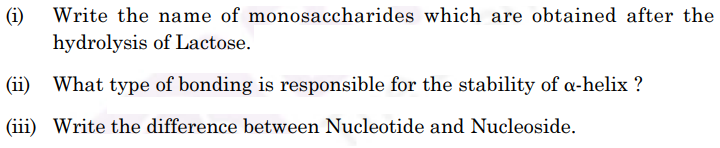 (i) Write the name of monosaccharides which are obtained after the
hydrolysis of Lactose.
(ii) What type of bonding is responsible for the stability of α-helix ?
(iii) Write the difference between Nucleotide and Nucleoside.